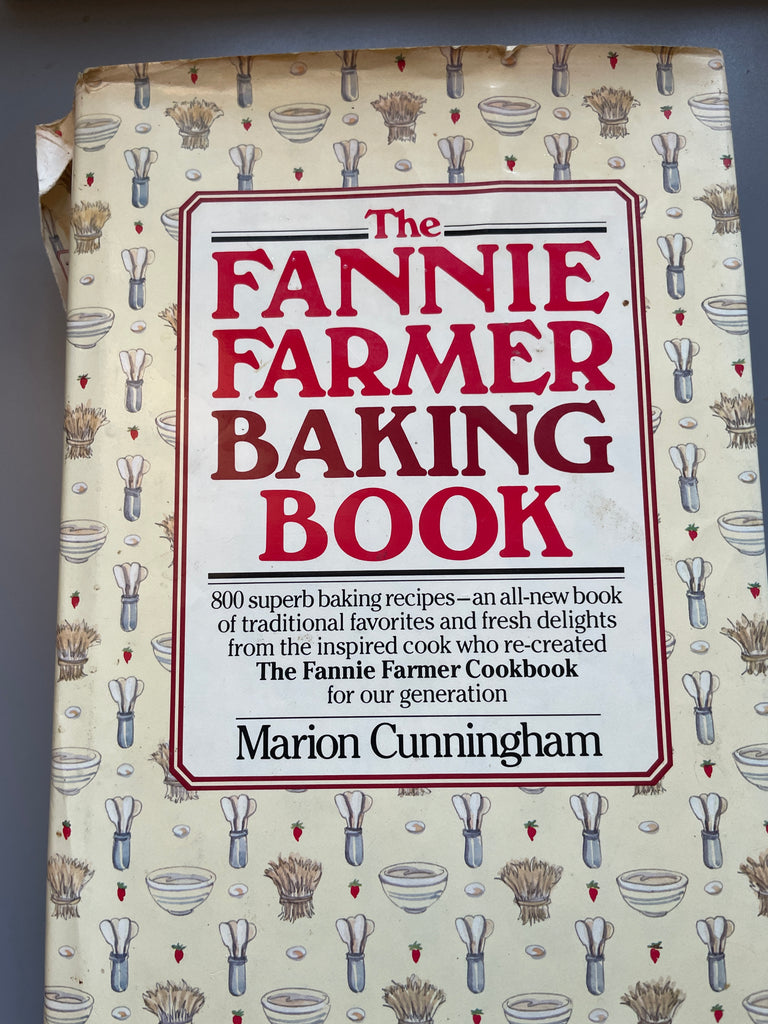 The
FANNIE
FARMER
BAKING
BOOK
800 superb baking recipes—an all-new book
of traditional favorites and fresh delights
from the inspired cook who re-created
The Fannie Farmer Cookbook
for our generation
Marion Cunningham